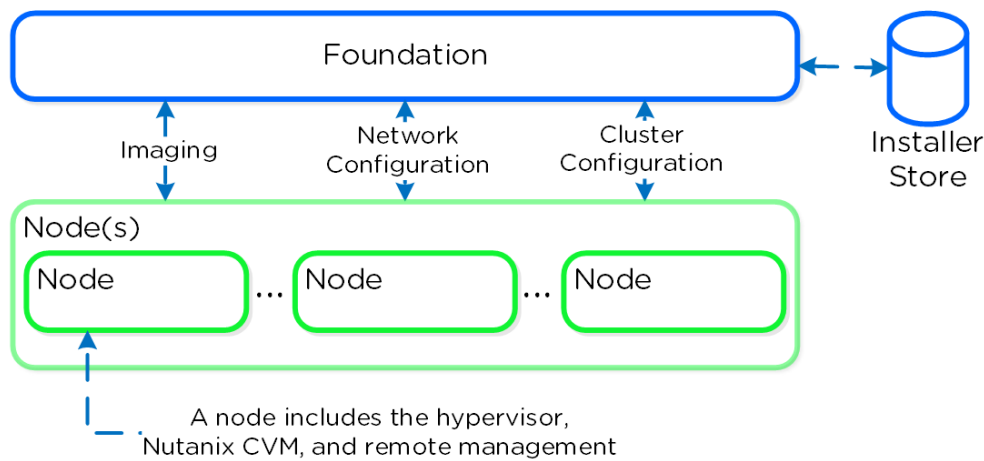 Foundation
Installer
Store
Imaging
Network
Configuration
Cluster
Configuration
Node(s)
Node ... Node ... Node
A node includes the hypervisor,
Nutanix CVM, and remote management